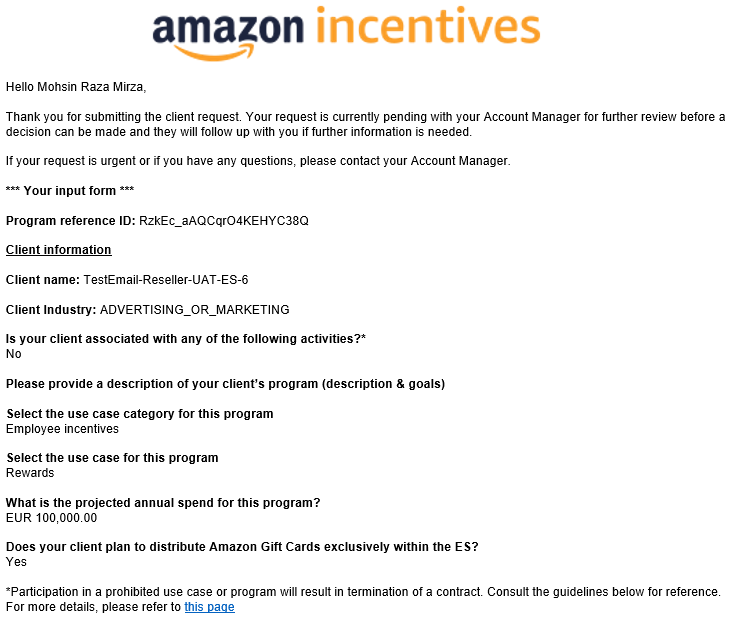 amazon incentives
Hello Mohsin Raza Mirza,
Thank you for submitting the client request. Your request is currently pending with your Account Manager for further review before a
decision can be made and they will follow up with you if further information is needed.
If your request is urgent or if you have any questions, please contact your Account Manager.
*** Your input form ***
Program reference ID: RzkEc_aAQCqrO4KEHYC38Q
Client information
Client name: TestEmail-Reseller-UAT-ES-6
Client Industry: ADVERTISING_OR_MARKETING
Is your client associated with any of the following activities?*
No
Please provide a description of your client's program (description & goals)
Select the use case category for this program
Employee incentives
Select the use case for this program
Rewards
What is the projected annual spend for this program?
EUR 100,000.00
Does your client plan to distribute Amazon Gift Cards exclusively within the ES?
Yes
*Participation in a prohibited use case or program will result in termination of a contract. Consult the guidelines below for reference.
For more details, please refer to this page